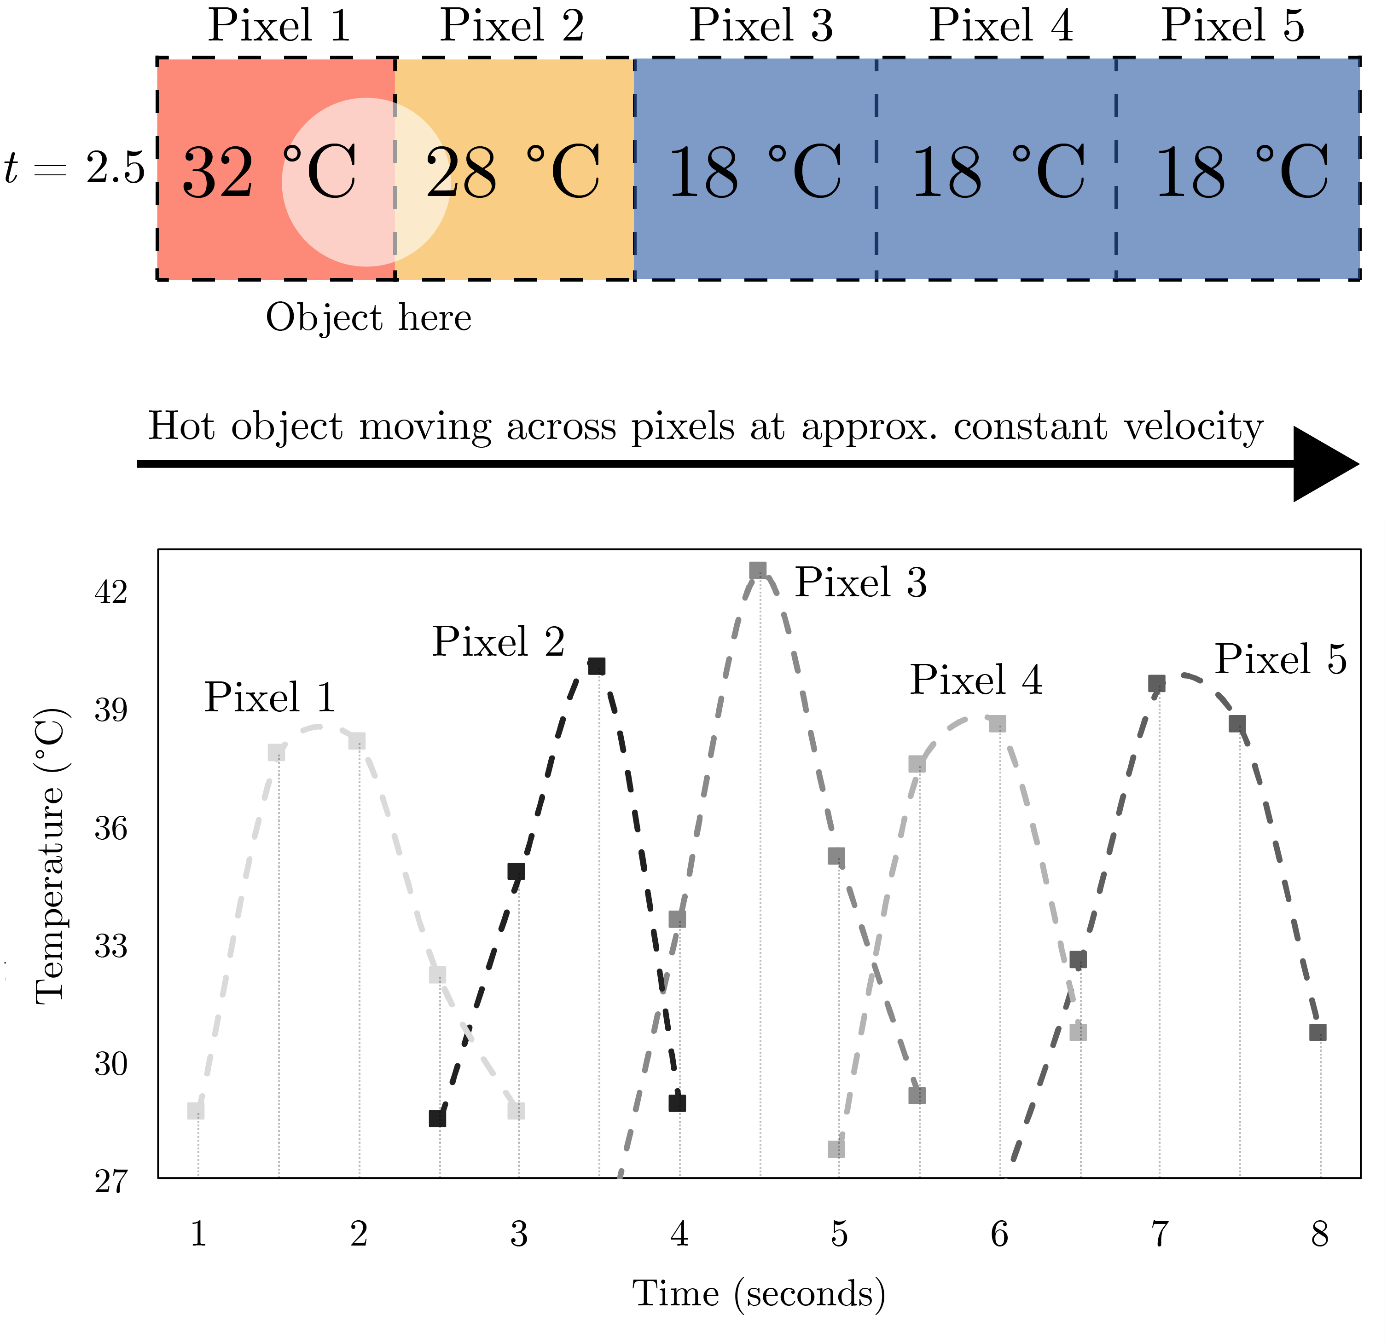 Pixel 1 Pixel 2 Pixel 3 Pixel 4 Pixel 5
t = 2.5 32 °C 28 °C 18 °C 18 °C 18 °C
Object here
Hot object moving across pixels at approx. constant velocity
42
39
36
33
30
27
Temperature (°C)
Pixel 1
Pixel 2
Pixel 3
Pixel 4
Pixel 5
1 2 3 4 5 6 7 8
Time (seconds)